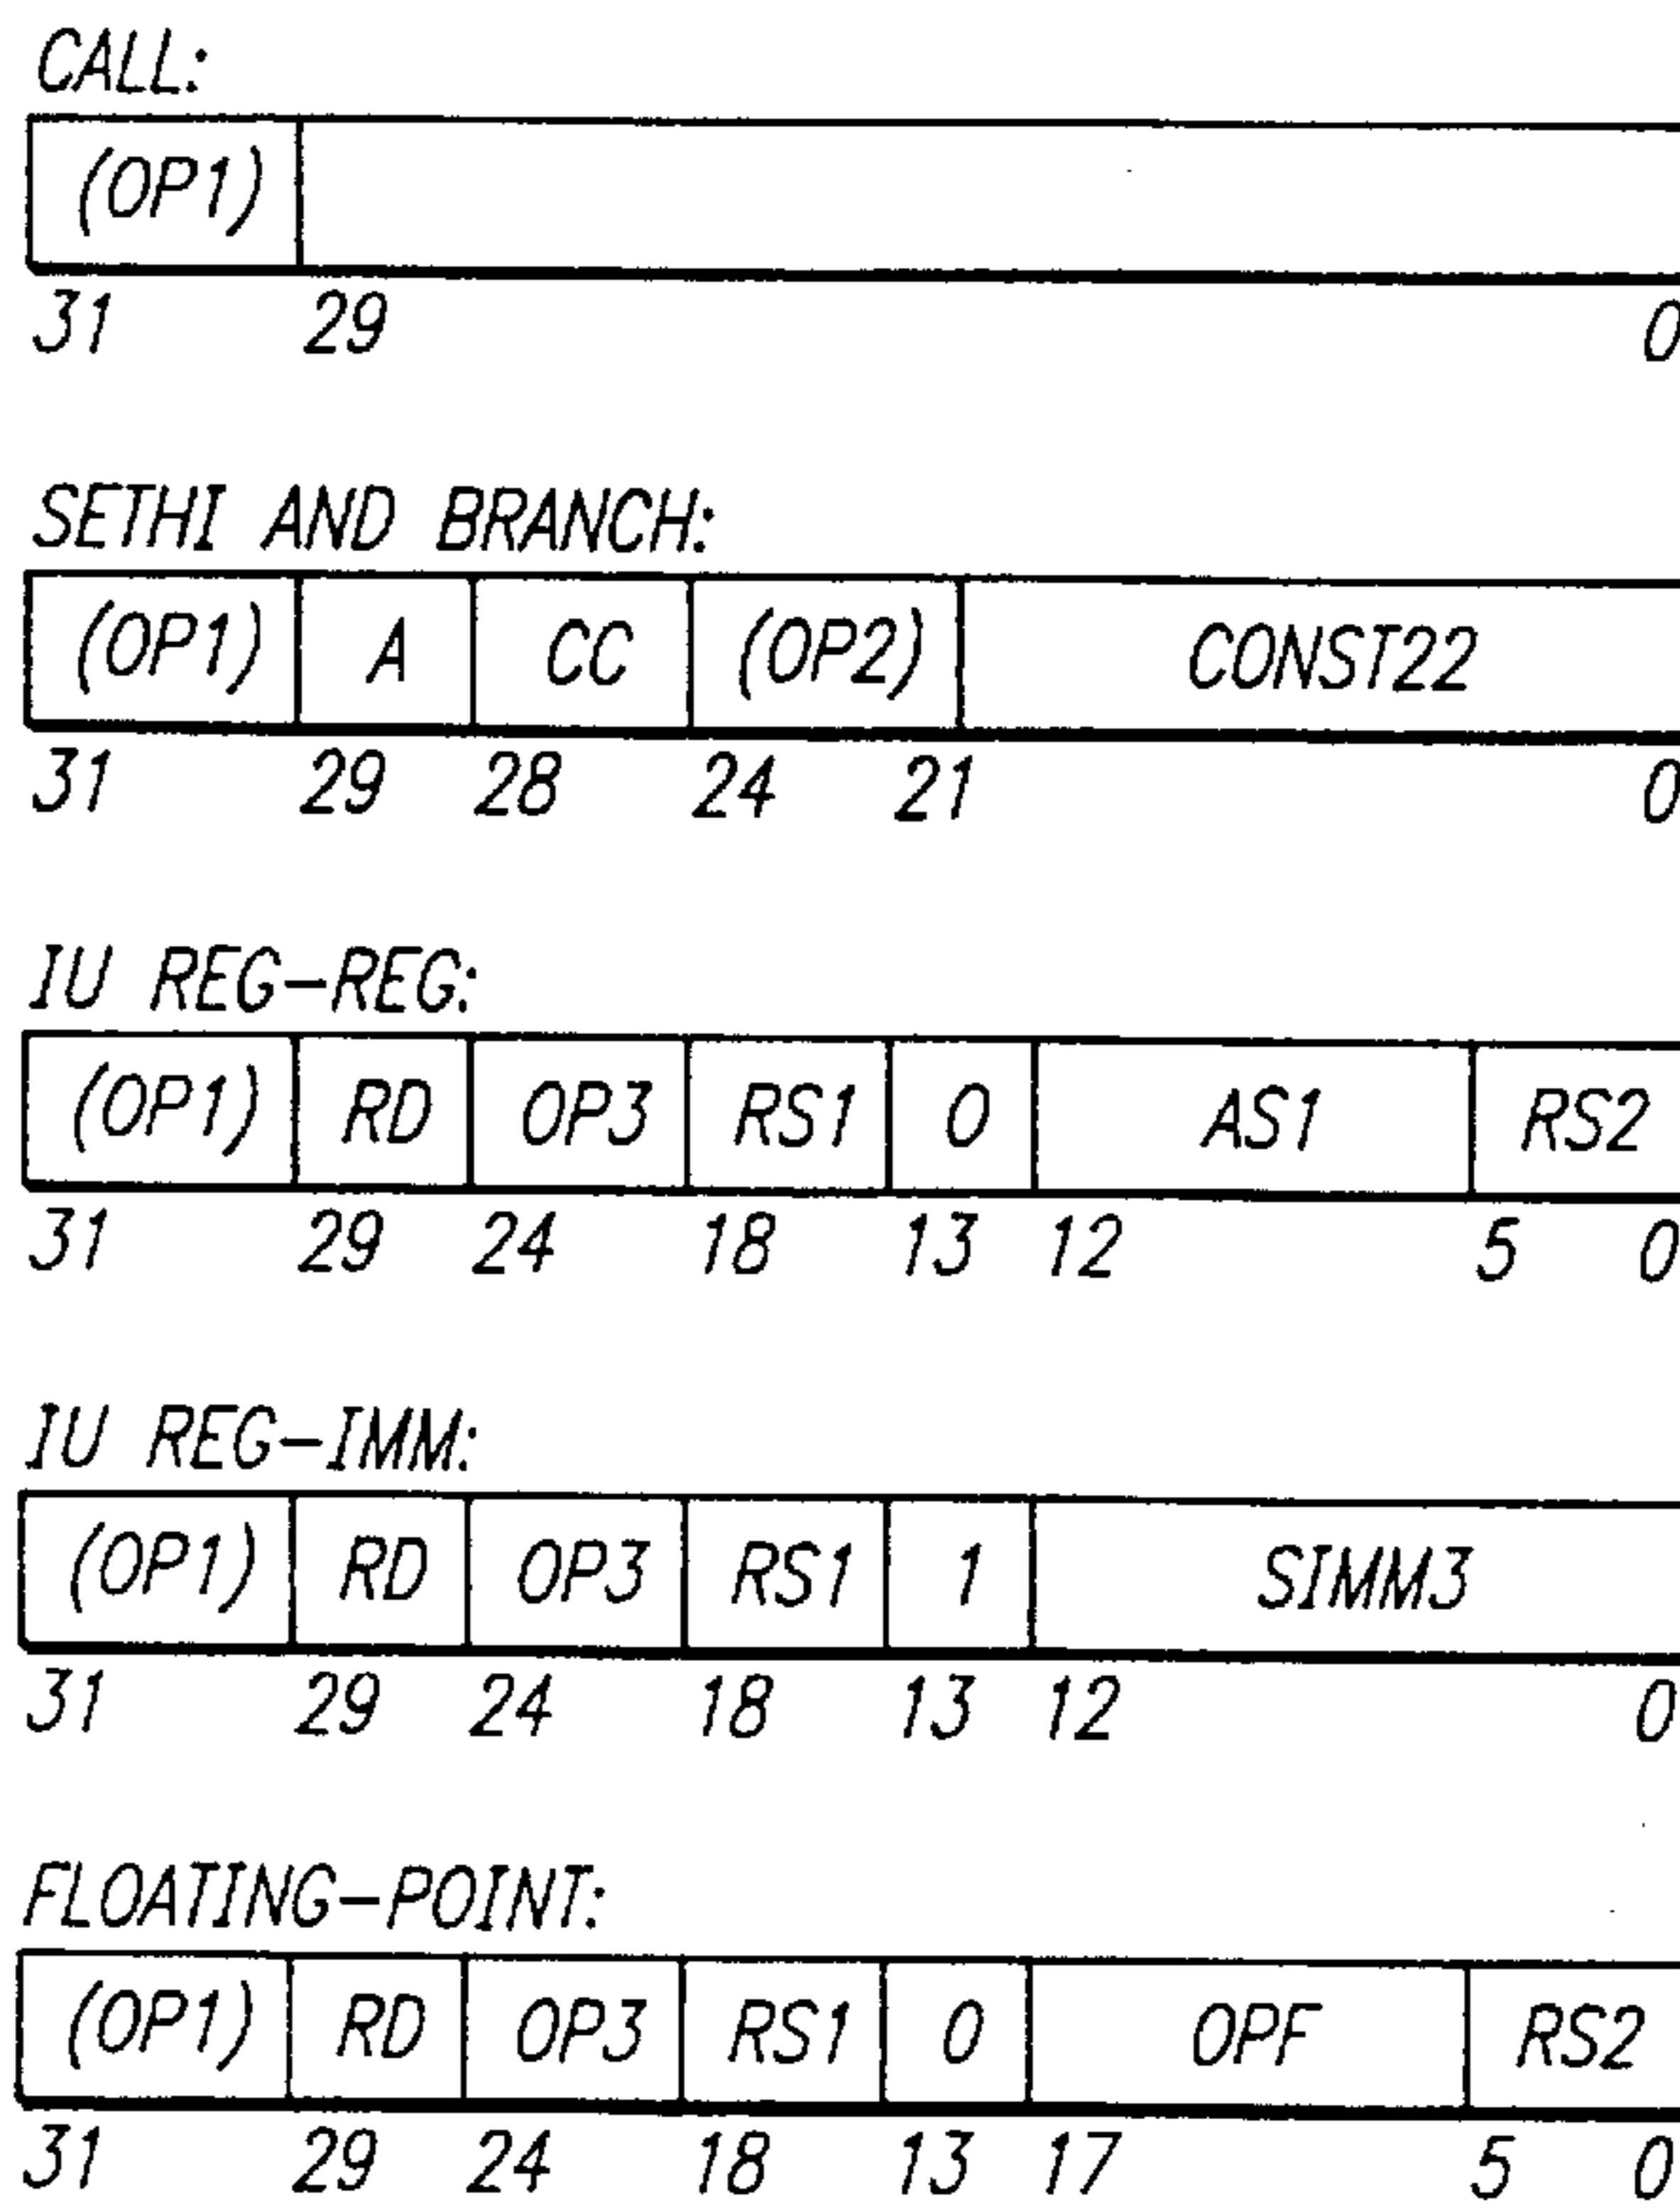 CALL:
(OP1)
31 29 0
SETHI AND BRANCH:
(OP1) A CC (OP2) CONST22
31 29 28 24 21 0
IU REG-REG:
(OP1) RD OP3 RS1 0 AS1 RS2
31 29 24 18 13 12 5 0
IU REG-IMM:
(OP1) RD OP3 RS1 1 SIMM3
31 29 24 18 13 12 0
FLOATING-POINT:
(OP1) RD OP3 RS1 0 OPF RS2
31 29 24 18 13 17 5 0